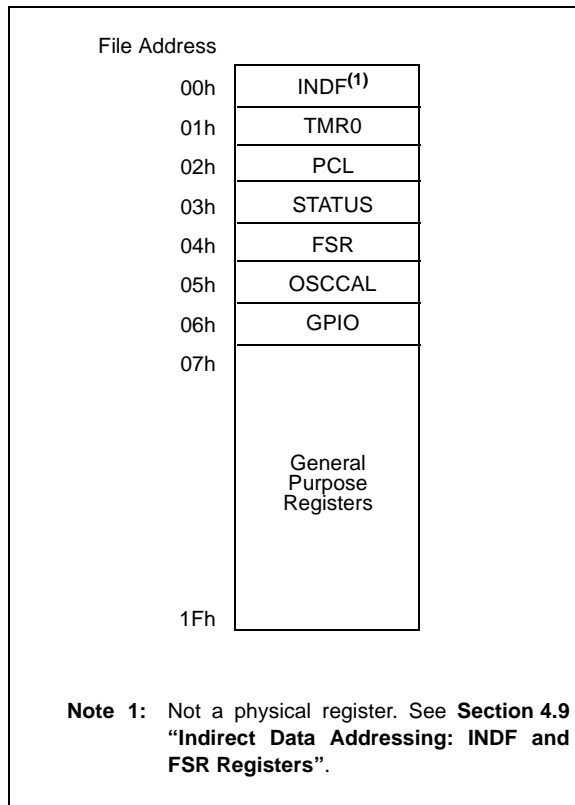 File Address
00h INDF(1)
01h TMR0
02h PCL
03h STATUS
04h FSR
05h OSCCAL
06h GPIO
07h
General
Purpose
Registers
1Fh
Note 1: Not a physical register. See Section 4.9
“Indirect Data Addressing: INDF and
FSR Registers”.